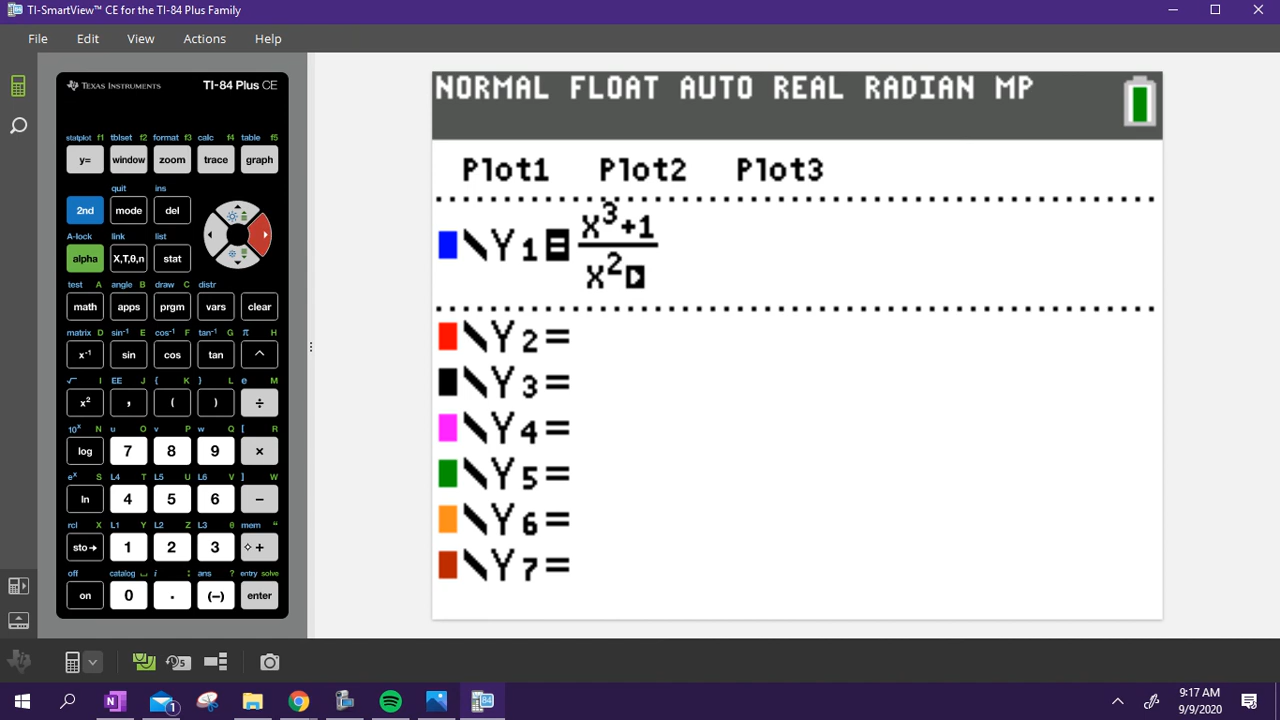 TI-SmartView™ CE for the TI-84 Plus Family
File Edit View Actions Help
TEXAS INSTRUMENTS TI-84 Plus CE
statplot f1 tblset f2 format f3 calc f4 table f5
y= window zoom trace graph
quit ins
2nd mode del
A-lock link list
alpha X,T,θ,n stat
test A angle B draw C distr
math apps prgm vars clear
matrix D sin⁻¹ E cos⁻¹ F tan⁻¹ G π H
x⁻¹ sin cos tan ^
√ I EE J { K } L e M
x² , ( ) ÷
10ˣ N u O v P w Q [ R
log 7 8 9 ×
eˣ S L4 T L5 U L6 V ] W
ln 4 5 6 −
rcl X L1 Y L2 Z L3 θ mem "
sto→ 1 2 3 +
off catalog ␣ i : ans ? entry solve
on 0 . (−) enter
NORMAL FLOAT AUTO REAL RADIAN MP
Plot1 Plot2 Plot3
\Y1=
x³+1
x²
\Y2=
\Y3=
\Y4=
\Y5=
\Y6=
\Y7=
1
84
9:17 AM
9/9/2020